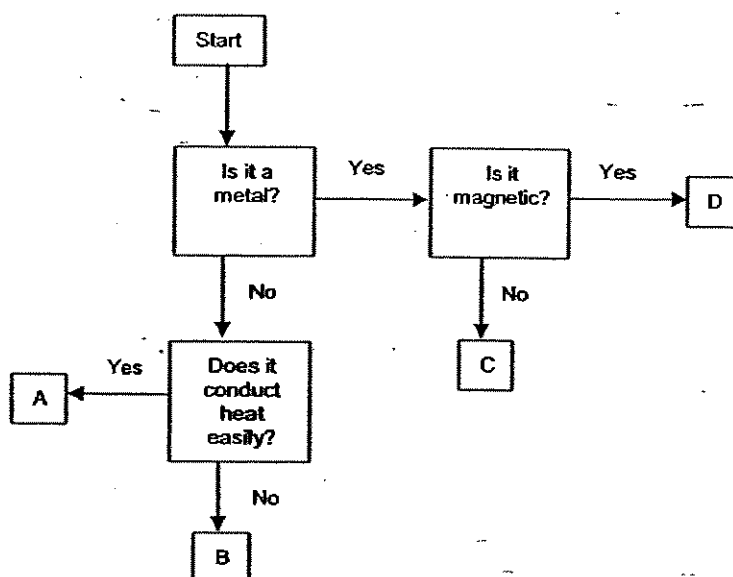 Start
Is it a
metal?
Yes
Is it
magnetic?
Yes
D
No
No
C
Does it
conduct
heat
easily?
Yes
A
No
B